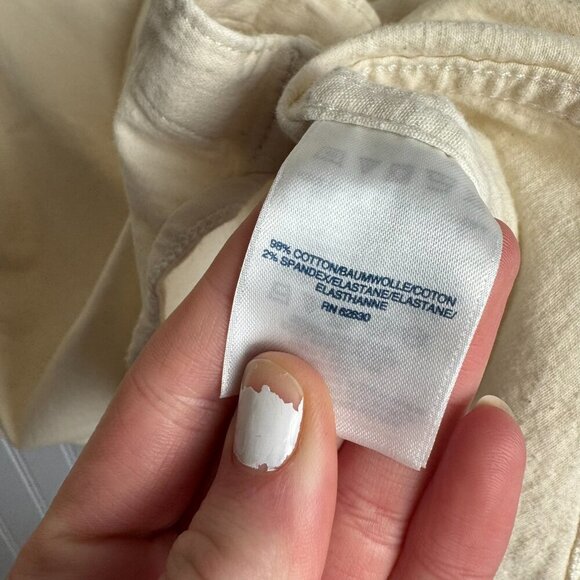 98% COTTON/BAUMWOLLE/COTON
2% SPANDEX/ELASTANE/ELASTANE/
ELASTHANNE
RN 62830